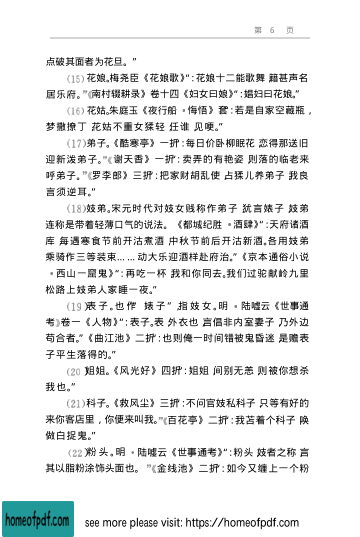 第 6 页
点破其面者为花旦。”
(15)花娘。梅尧臣《花娘歌》“：花娘十二能歌舞 籍甚声名
居乐府。”《南村辍耕录》卷十四《妇女曰娘》“：娼妇曰花娘。”
(16)花姑。朱庭玉《夜行船·悔悟》套：若是自家空藏瓶，
梦撒撩丁 花姑不重女猱轻 任谁 见哽。”
(17)弟子。《酷寒亭》一折：每日价卧柳眠花 恋得那送旧
迎新泼弟子。”《谢天香》一折：卖弄的有艳姿 则落的临老来
呼弟子。”《罗李郎》三折：把家财胡乱使 占猱儿养弟子 我良
言须逆耳。”
(18)妓弟。宋元时代对妓女贱称作弟子 犹言婊子 妓弟
连称是带着轻薄口气的说法。《都城纪胜·酒肆》“：天府诸酒
库 每遇寒食节前开沽煮酒 中秋节前后开沽新酒。各用妓弟
乘骑作三等装束……动大乐迎酒样赴府治。”《京本通俗小说
·西山一窟鬼》“：再吃一杯 我和你同去。我们过驼献岭九里
松路上妓弟人家睡一夜。”
(19)表子。也作 婊子”，指妓女。明·陆嘘云《世事通
考》卷一《人物》“：表子。表 外衣也 言倡非内室妻子 乃外边
苟合者。”《曲江池》二折：也则俺一时间错被鬼昏迷 是赡表
子平生落得的。”
(20)姐姐。《风光好》四折：姐姐 间别无恙 则被你想杀
我也。”
(21)科子。《救风尘》三折：不问官妓私科子 只等有好的
来你客店里，你便来叫我。”《百花亭》二折：我苫着个科子 唤
做白捉鬼。”
(22)粉头。明·陆嘘云《世事通考》“：粉头 妓者之称 言
其以脂粉涂饰头面也。 ”《金线池》二折：如今又缠上一个粉
homeofpdf.com
see more please visit: https://homeofpdf.com